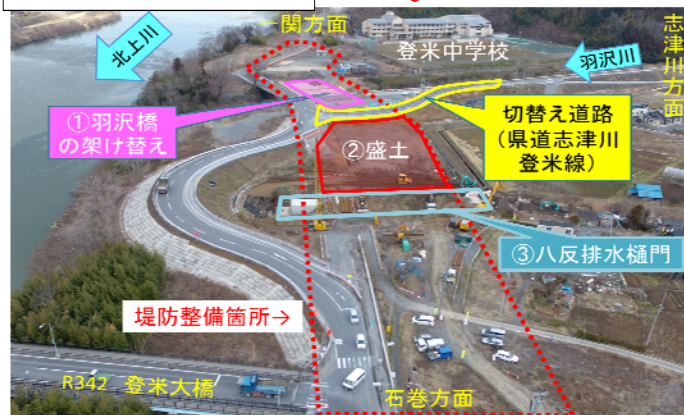 一関方面
北上川
登米中学校
羽沢川
志津川方面
①羽沢橋
の架け替え
切替え道路
(県道志津川
登米線)
②盛土
③八反排水樋門
堤防整備箇所→
R342 登米大橋
石巻方面